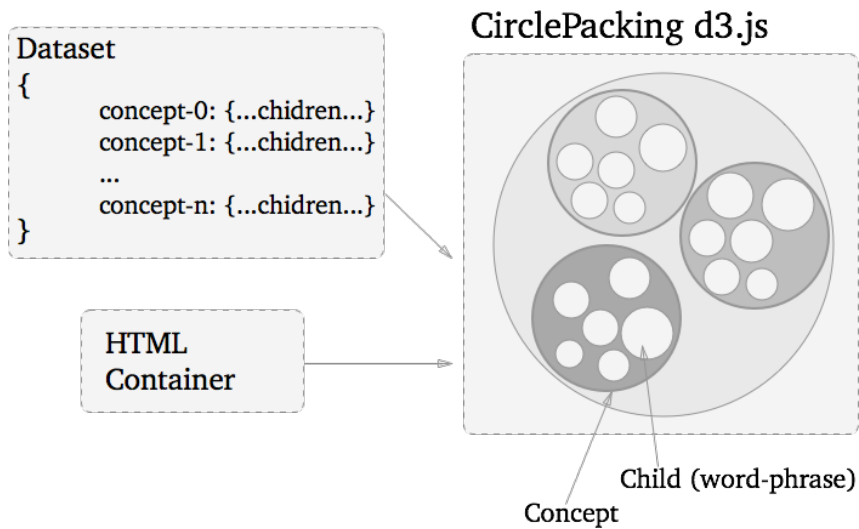 CirclePacking d3.js
Dataset
{
concept-0: {...chidren...}
concept-1: {...chidren...}
...
concept-n: {...chidren...}
}
HTML
Container
Child (word-phrase)
Concept